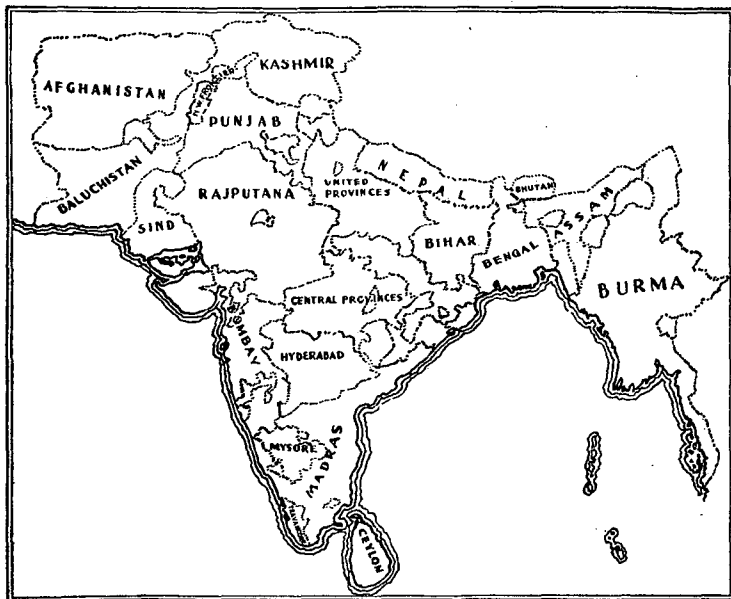 KASHMIR
AFGHANISTAN
PUNJAB
BALUCHISTAN
RAJPUTANA
UNITED
PROVINCES
NEPAL
BHUTAN
ASSAM
SIND
BIHAR
BENGAL
BURMA
CENTRAL PROVINCES
BOMBAY
HYDERABAD
MYSORE
MADRAS
CEYLON